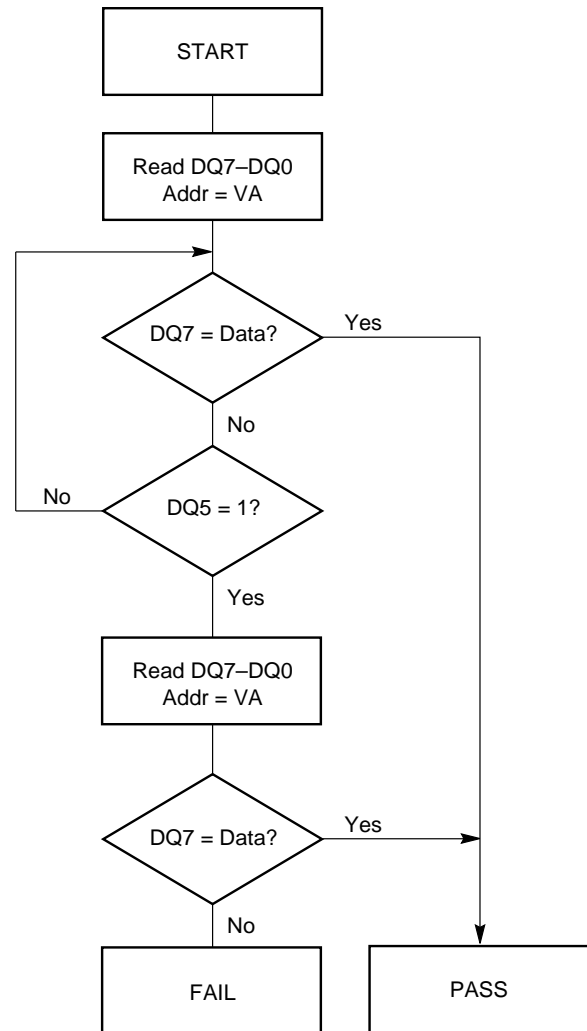 START
Read DQ7–DQ0
Addr = VA
DQ7 = Data?
Yes
No
DQ5 = 1?
No
Yes
Read DQ7–DQ0
Addr = VA
DQ7 = Data?
Yes
No
FAIL
PASS